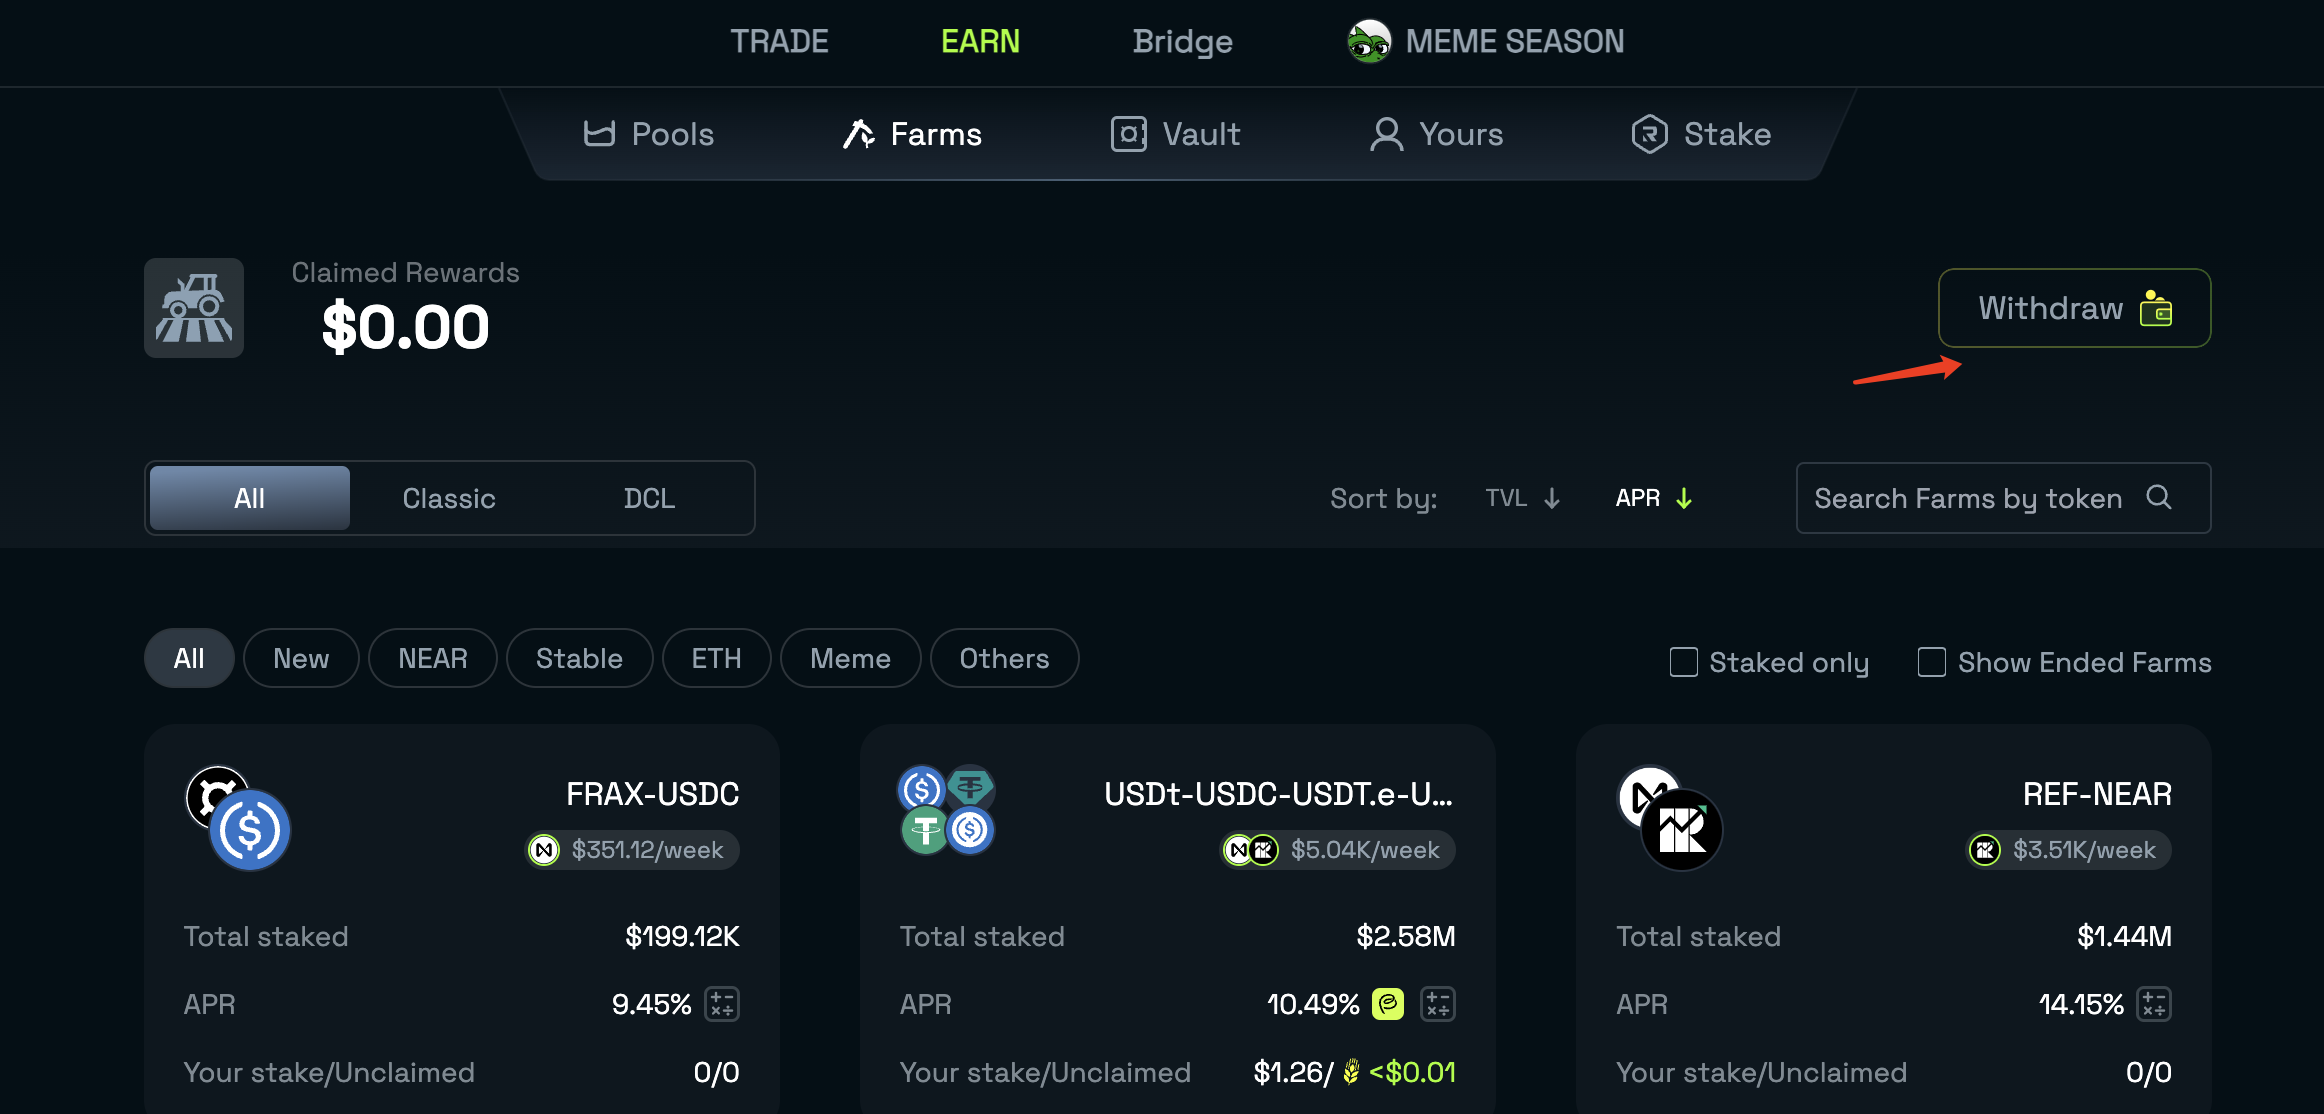 TRADE EARN Bridge MEME SEASON
Pools Farms Vault Yours Stake
Claimed Rewards
$0.00
Withdraw
All Classic DCL
Sort by: TVL APR
Search Farms by token
All New NEAR Stable ETH Meme Others
Staked only Show Ended Farms
FRAX-USDC
$351.12/week
Total staked $199.12K
APR 9.45%
Your stake/Unclaimed 0/0
USDt-USDC-USDT.e-U...
$5.04K/week
Total staked $2.58M
APR 10.49%
Your stake/Unclaimed $1.26/ <$0.01
REF-NEAR
$3.51K/week
Total staked $1.44M
APR 14.15%
Your stake/Unclaimed 0/0